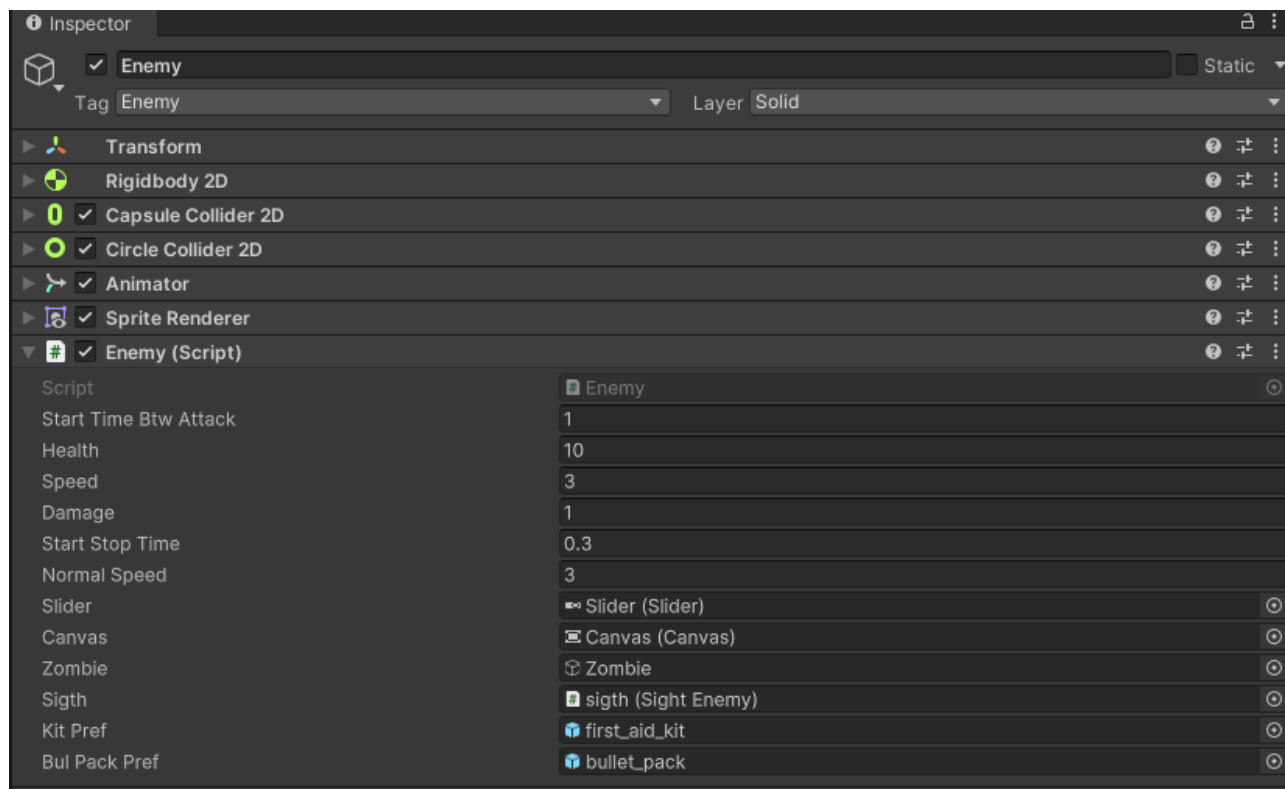 Inspector
Enemy Static
Tag Enemy Layer Solid
Transform
Rigidbody 2D
Capsule Collider 2D
Circle Collider 2D
Animator
Sprite Renderer
# Enemy (Script)
Script # Enemy
Start Time Btw Attack 1
Health 10
Speed 3
Damage 1
Start Stop Time 0.3
Normal Speed 3
Slider Slider (Slider)
Canvas Canvas (Canvas)
Zombie Zombie
Sigth # sigth (Sight Enemy)
Kit Pref first_aid_kit
Bul Pack Pref bullet_pack